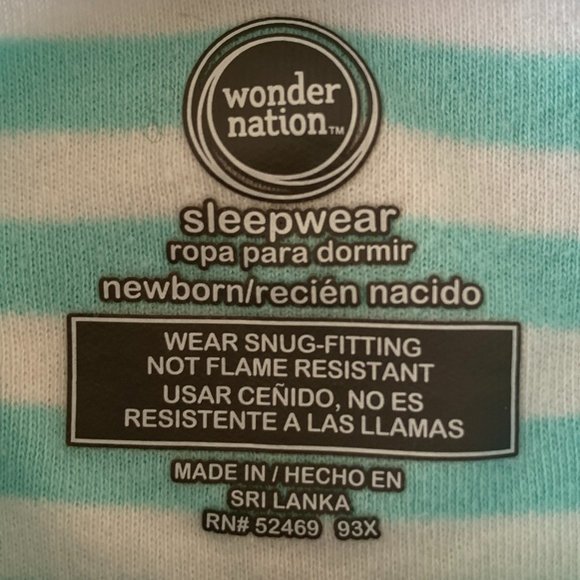 wonder
nation™
sleepwear
ropa para dormir
newborn/recién nacido
WEAR SNUG-FITTING
NOT FLAME RESISTANT
USAR CEÑIDO, NO ES
RESISTENTE A LAS LLAMAS
MADE IN / HECHO EN
SRI LANKA
RN# 52469 93X